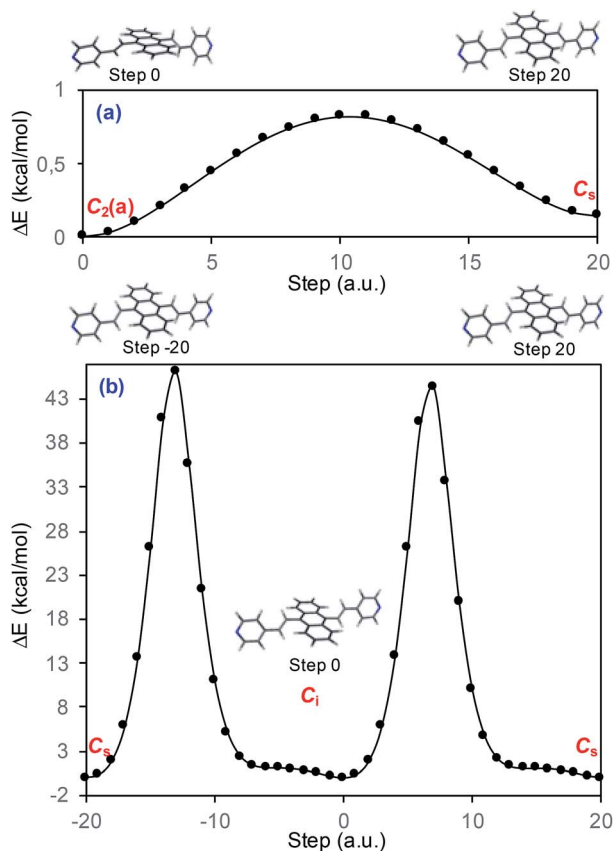 Step 0
Step 20
(a)
1
0,5
0
ΔE (kcal/mol)
C₂(a)
Cₛ
0 5 10 15 20
Step (a.u.)
Step -20
Step 20
(b)
43
33
28
18
13
8
3
-2
ΔE (kcal/mol)
Step 0
Cᵢ
Cₛ
Cₛ
-20 -10 0 10 20
Step (a.u.)